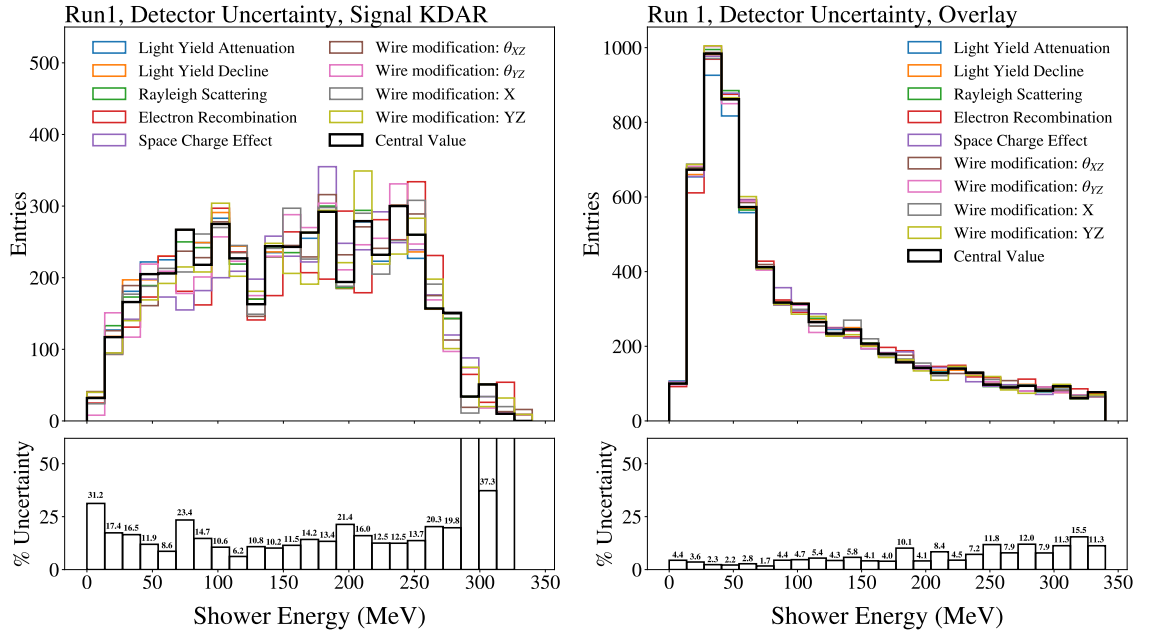 Run1, Detector Uncertainty, Signal KDAR
Light Yield Attenuation
Light Yield Decline
Rayleigh Scattering
Electron Recombination
Space Charge Effect
Wire modification: θXZ
Wire modification: θYZ
Wire modification: X
Wire modification: YZ
Central Value
500
400
300
200
100
0
Entries
31.2
17.4
16.5
11.9
8.6
23.4
14.7
10.6
6.2
10.8
10.2
11.5
14.2
13.4
21.4
16.0
12.5
12.5
13.7
20.3
19.8
37.3
50
25
0
% Uncertainty
0 50 100 150 200 250 300 350
Shower Energy (MeV)
Run 1, Detector Uncertainty, Overlay
Light Yield Attenuation
Light Yield Decline
Rayleigh Scattering
Electron Recombination
Space Charge Effect
Wire modification: θXZ
Wire modification: θYZ
Wire modification: X
Wire modification: YZ
Central Value
1000
800
600
400
200
0
Entries
4.4
3.6
2.3
2.2
2.8
1.7
4.4
4.7
5.4
4.3
5.8
4.1
4.0
10.1
4.1
8.4
4.5
7.2
11.8
7.9
12.0
7.9
11.3
15.5
11.3
50
25
0
% Uncertainty
0 50 100 150 200 250 300 350
Shower Energy (MeV)